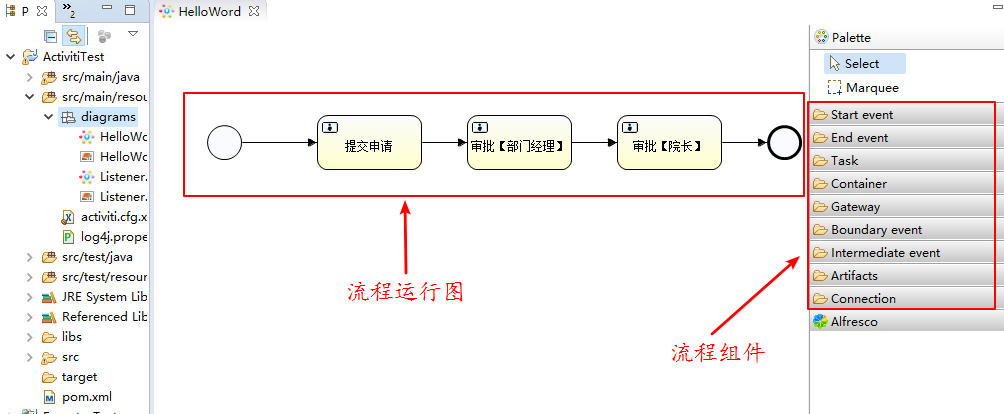 P
2
ActivitiTest
src/main/java
src/main/resou
diagrams
HelloWo
HelloWo
Listener.
Listener.
activiti.cfg.x
log4j.prope
src/test/java
src/test/resour
JRE System Lib
Referenced Lib
libs
src
target
pom.xml
HelloWord
提交申请
审批【部门经理】
审批【院长】
流程运行图
流程组件
Palette
Select
Marquee
Start event
End event
Task
Container
Gateway
Boundary event
Intermediate event
Artifacts
Connection
Alfresco